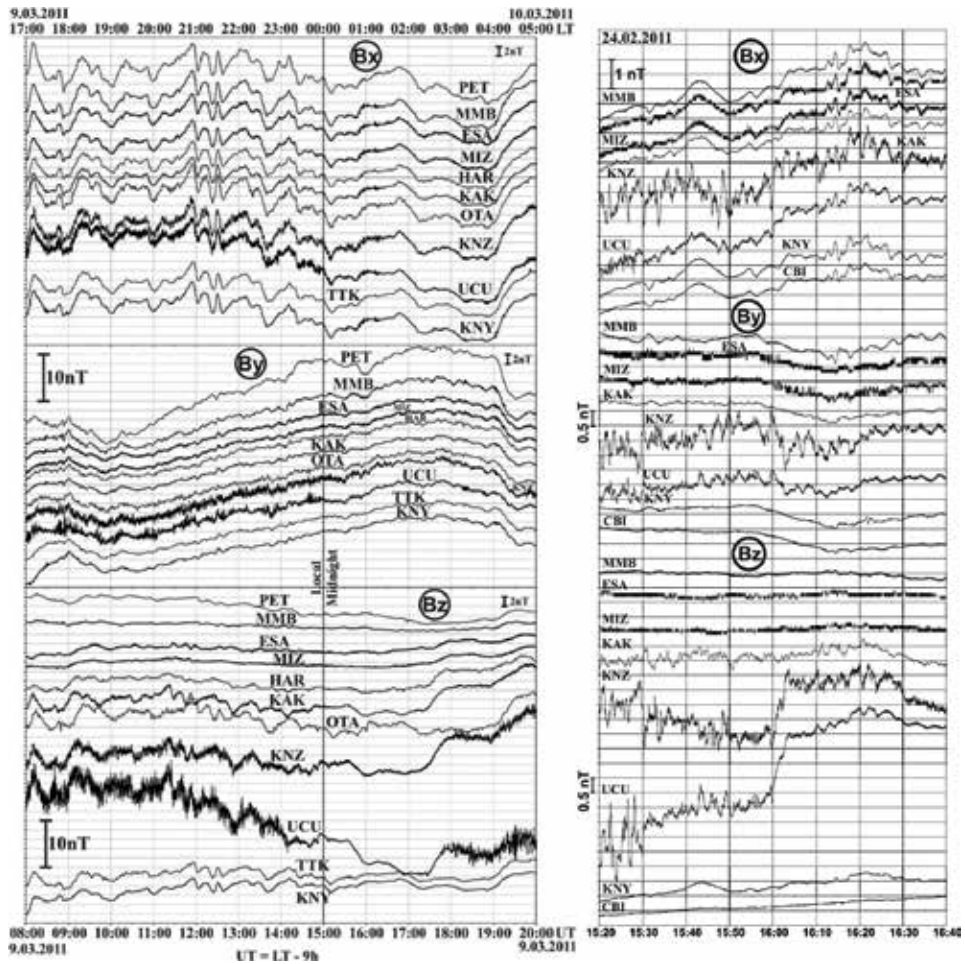 9.03.2011 10.03.2011
17:00 18:00 19:00 20:00 21:00 22:00 23:00 00:00 01:00 02:00 03:00 04:00 05:00 LT
Bx
2nT
PET
MMB
ESA
MIZ
HAR
KAK
OTA
KNZ
UCU
TTK
KNY
By
10nT
PET
2nT
MMB
ESA
MIZ
HAR
KAK
OTA
UCU
TTK
KNY
Local
Midnight
Bz
2nT
PET
MMB
ESA
MIZ
HAR
KAK
OTA
KNZ
UCU
10nT
TTK
KNY
08:00 09:00 10:00 11:00 12:00 13:00 14:00 15:00 16:00 17:00 18:00 19:00 20:00 UT
9.03.2011 9.03.2011
UT = LT - 9h
24.02.2011
Bx
1 nT
MMB
ESA
MIZ
KAK
KNZ
UCU
KNY
CBI
By
MMB
ESA
MIZ
KAK
0.5 nT
KNZ
UCU
KNY
CBI
Bz
MMB
ESA
MIZ
KAK
KNZ
0.5 nT
UCU
KNY
CBI
15:20 15:30 15:40 15:50 16:00 16:10 16:20 16:30 16:40